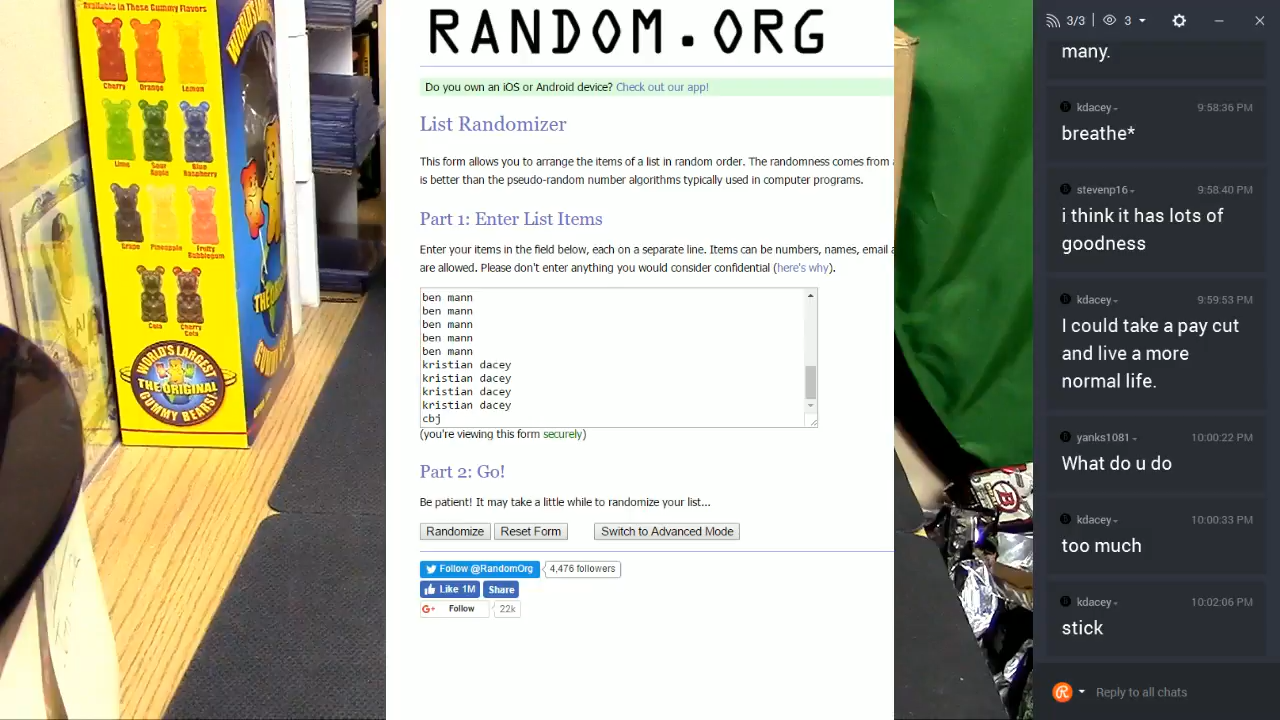 Available in These Gummy Flavors
Cherry
Orange
Lemon
Lime
Sour Apple
Blue Raspberry
Grape
Pineapple
Fruity Bubblegum
Cola
Cherry Cola
WORLD'S LARGEST
THE ORIGINAL
GUMMY BEARS!
RANDOM.ORG
Do you own an iOS or Android device? Check out our app!
List Randomizer
This form allows you to arrange the items of a list in random order. The randomness comes from
is better than the pseudo-random number algorithms typically used in computer programs.
Part 1: Enter List Items
Enter your items in the field below, each on a separate line. Items can be numbers, names, email
are allowed. Please don't enter anything you would consider confidential (here's why).
ben mann
ben mann
ben mann
ben mann
ben mann
kristian dacey
kristian dacey
kristian dacey
kristian dacey
cbj
(you're viewing this form securely)
Part 2: Go!
Be patient! It may take a little while to randomize your list...
Randomize
Reset Form
Switch to Advanced Mode
Follow @RandomOrg
4,476 followers
Like 1M
Share
Follow
22k
3/3
3
many.
kdacey
9:58:36 PM
breathe*
stevenp16
9:58:40 PM
i think it has lots of
goodness
kdacey
9:59:53 PM
I could take a pay cut
and live a more
normal life.
yanks1081
10:00:22 PM
What do u do
kdacey
10:00:33 PM
too much
kdacey
10:02:06 PM
stick
Reply to all chats